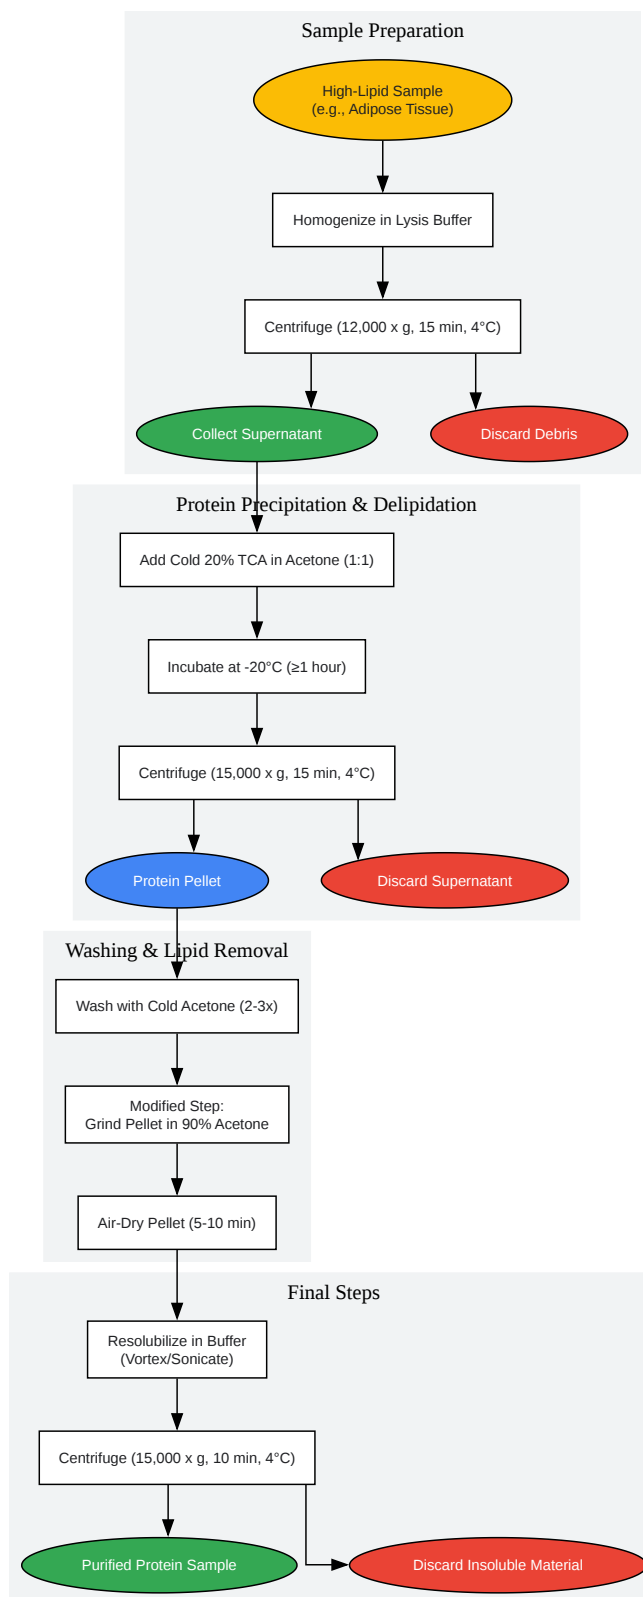 Sample Preparation
High-Lipid Sample
(e.g., Adipose Tissue)
Homogenize in Lysis Buffer
Centrifuge (12,000 x g, 15 min, 4°C)
Collect Supernatant
Discard Debris
Protein Precipitation & Delipidation
Add Cold 20% TCA in Acetone (1:1)
Incubate at -20°C (≥1 hour)
Centrifuge (15,000 x g, 15 min, 4°C)
Protein Pellet
Discard Supernatant
Washing & Lipid Removal
Wash with Cold Acetone (2-3x)
Modified Step:
Grind Pellet in 90% Acetone
Air-Dry Pellet (5-10 min)
Final Steps
Resolubilize in Buffer
(Vortex/Sonicate)
Centrifuge (15,000 x g, 10 min, 4°C)
Purified Protein Sample
Discard Insoluble Material